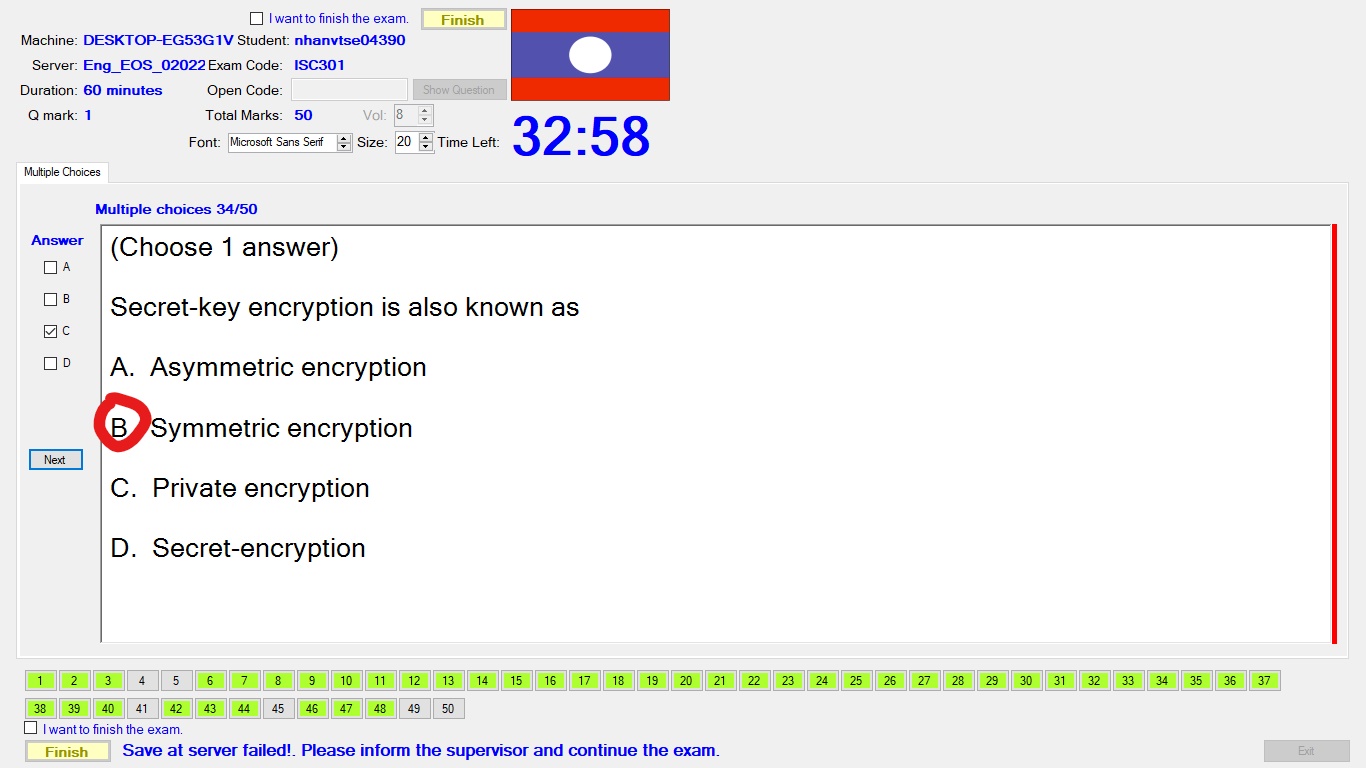 I want to finish the exam. Finish
Machine: DESKTOP-EG53G1V Student: nhanvtse04390
Server: Eng_EOS_02022 Exam Code: ISC301
Duration: 60 minutes Open Code: Show Question
Q mark: 1 Total Marks: 50 Vol: 8
Font: Microsoft Sans Serif Size: 20 Time Left: 32:58
Multiple Choices
Multiple choices 34/50
Answer
A
B
C
D
Next
(Choose 1 answer)
Secret-key encryption is also known as
A. Asymmetric encryption
B Symmetric encryption
C. Private encryption
D. Secret-encryption
1 2 3 4 5 6 7 8 9 10 11 12 13 14 15 16 17 18 19 20 21 22 23 24 25 26 27 28 29 30 31 32 33 34 35 36 37
38 39 40 41 42 43 44 45 46 47 48 49 50
I want to finish the exam.
Finish Save at server failed!. Please inform the supervisor and continue the exam. Exit